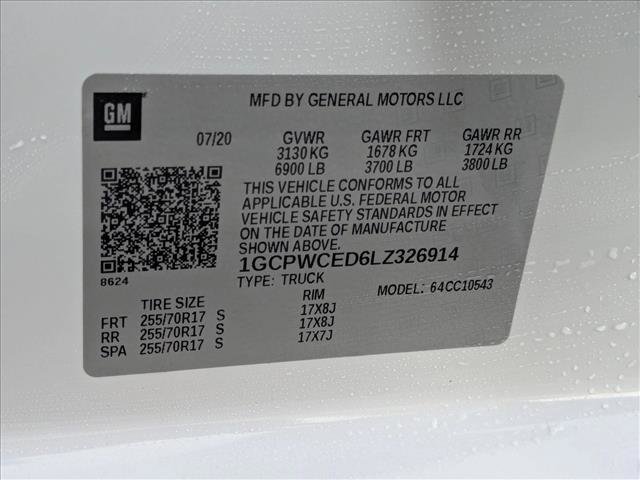 GM
MFD BY GENERAL MOTORS LLC
07/20 GVWR GAWR FRT GAWR RR
3130 KG 1678 KG 1724 KG
6900 LB 3700 LB 3800 LB
THIS VEHICLE CONFORMS TO ALL
APPLICABLE U.S. FEDERAL MOTOR
VEHICLE SAFETY STANDARDS IN EFFECT
ON THE DATE OF MANUFACTURE
SHOWN ABOVE.
1GCPWCED6LZ326914
8624
TYPE: TRUCK MODEL: 64CC10543
TIRE SIZE RIM
FRT 255/70R17 S 17X8J
RR 255/70R17 S 17X8J
SPA 255/70R17 S 17X7J